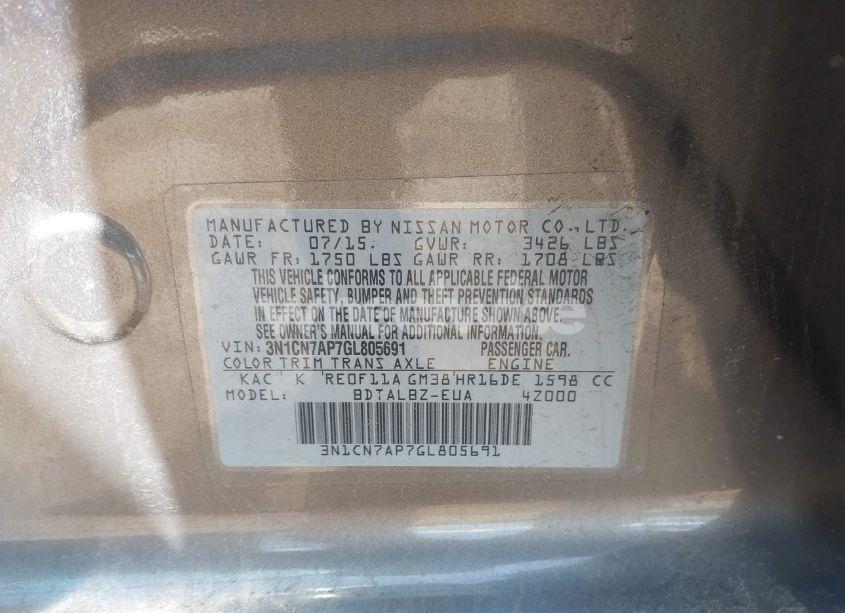 MANUFACTURED BY NISSAN MOTOR CO.,LTD.
DATE: 07/15. GVWR: 3426 LBS
GAWR FR: 1750 LBS GAWR RR: 1708 LBS
THIS VEHICLE CONFORMS TO ALL APPLICABLE FEDERAL MOTOR
VEHICLE SAFETY, BUMPER AND THEFT PREVENTION STANDARDS
IN EFFECT ON THE DATE OF MANUFACTURE SHOWN ABOVE.
SEE OWNER'S MANUAL FOR ADDITIONAL INFORMATION.
VIN: 3N1CN7AP7GL805691 PASSENGER CAR.
COLOR TRIM TRANS AXLE ENGINE
KAC K RE0F11A GM38 HR16DE 1598 CC
MODEL: BDTALBZ-EUA 4Z000
3N1CN7AP7GL805691